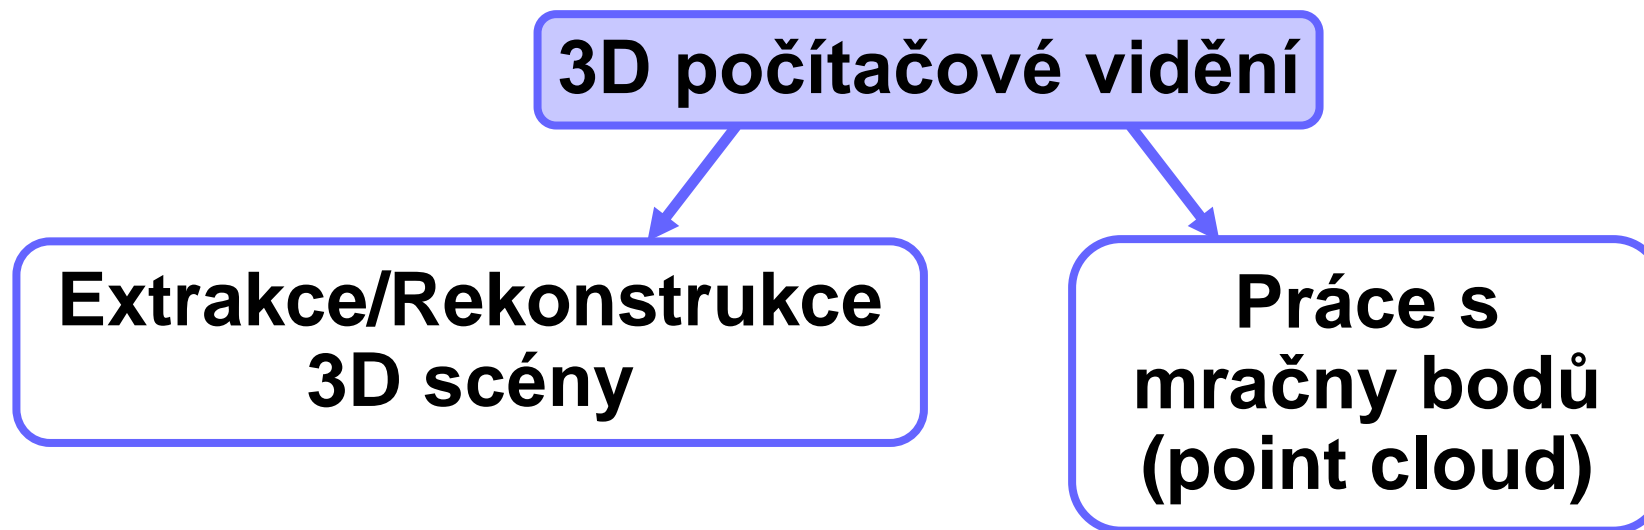 3D počítačové vidění
Extrakce/Rekonstrukce
3D scény
Práce s
mračny bodů
(point cloud)